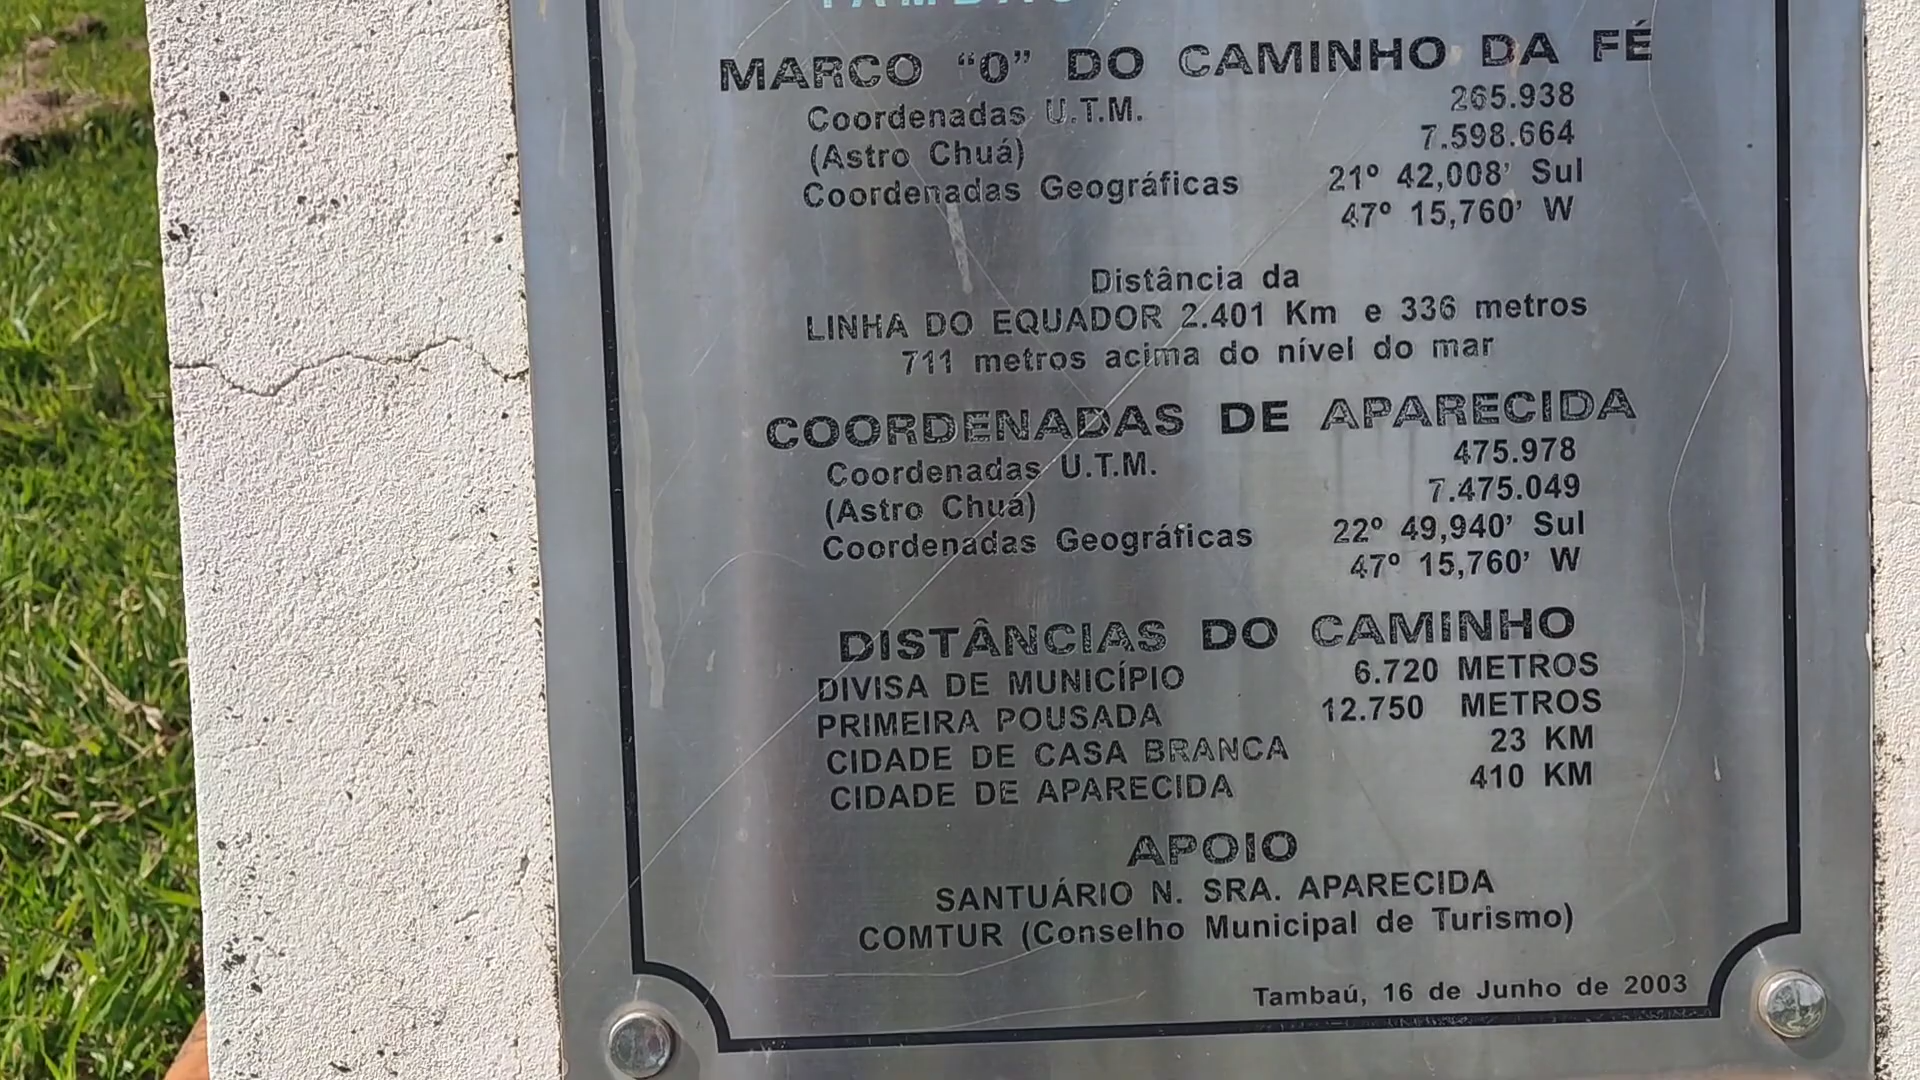 TAMBAÚ
MARCO “0” DO CAMINHO DA FÉ
Coordenadas U.T.M. 265.938
(Astro Chuá) 7.598.664
Coordenadas Geográficas 21º 42,008’ Sul
47º 15,760’ W
Distância da
LINHA DO EQUADOR 2.401 Km e 336 metros
711 metros acima do nível do mar
COORDENADAS DE APARECIDA
Coordenadas U.T.M. 475.978
(Astro Chuá) 7.475.049
Coordenadas Geográficas 22º 49,940’ Sul
47º 15,760’ W
DISTÂNCIAS DO CAMINHO
DIVISA DE MUNICÍPIO 6.720 METROS
PRIMEIRA POUSADA 12.750 METROS
CIDADE DE CASA BRANCA 23 KM
CIDADE DE APARECIDA 410 KM
APOIO
SANTUÁRIO N. SRA. APARECIDA
COMTUR (Conselho Municipal de Turismo)
Tambaú, 16 de Junho de 2003